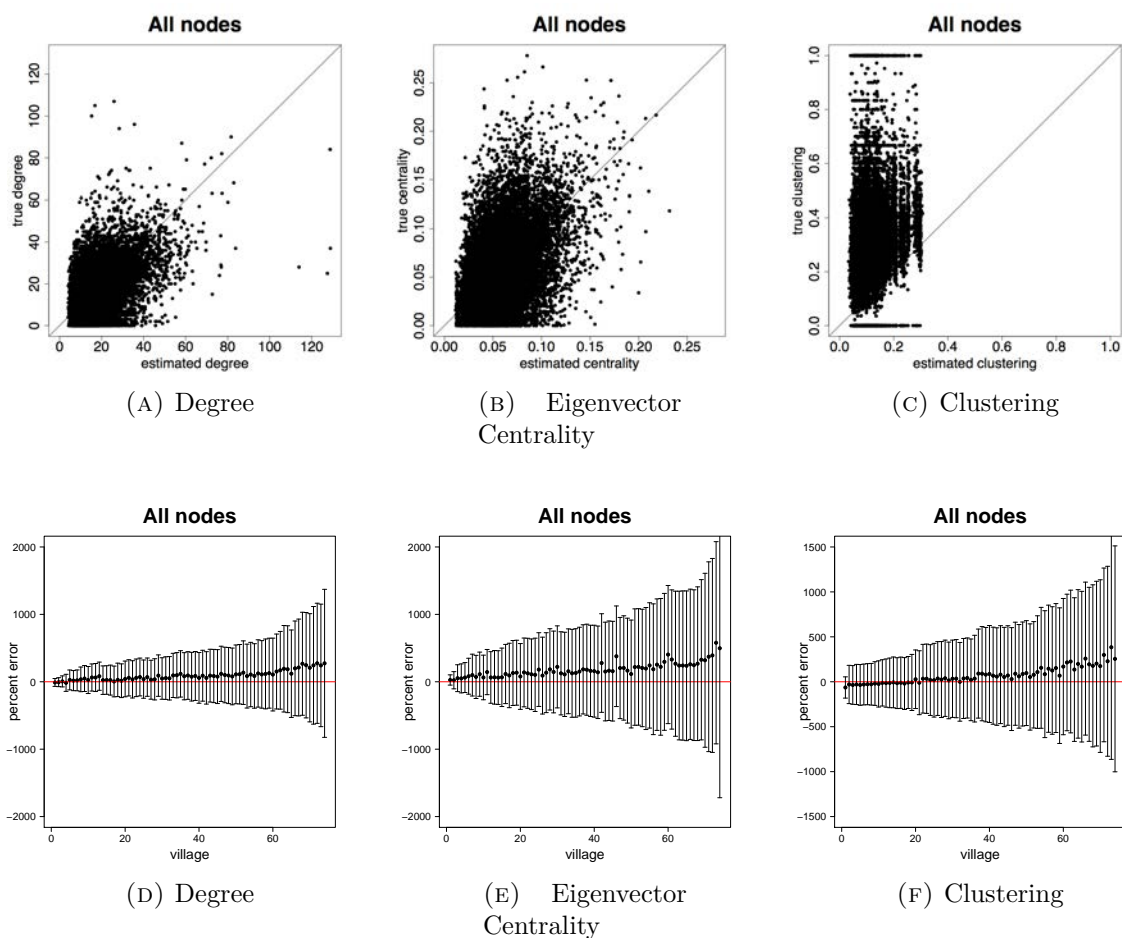 All nodes All nodes All nodes
true degree
0 20 40 60 80 100 120
0 20 40 60 80 100 120
estimated degree
(A) Degree
true centrality
0.00 0.05 0.10 0.15 0.20 0.25
0.00 0.05 0.10 0.15 0.20 0.25
estimated centrality
(B) Eigenvector
Centrality
true clustering
0.0 0.2 0.4 0.6 0.8 1.0
0.0 0.2 0.4 0.6 0.8 1.0
estimated clustering
(C) Clustering
All nodes All nodes All nodes
percent error
2000
1000
0
−1000
−2000
0 20 40 60
village
(D) Degree
percent error
2000
1000
0
−1000
−2000
0 20 40 60
village
(E) Eigenvector
Centrality
percent error
1500
1000
500
0
−500
−1000
−1500
0 20 40 60
village
(F) Clustering